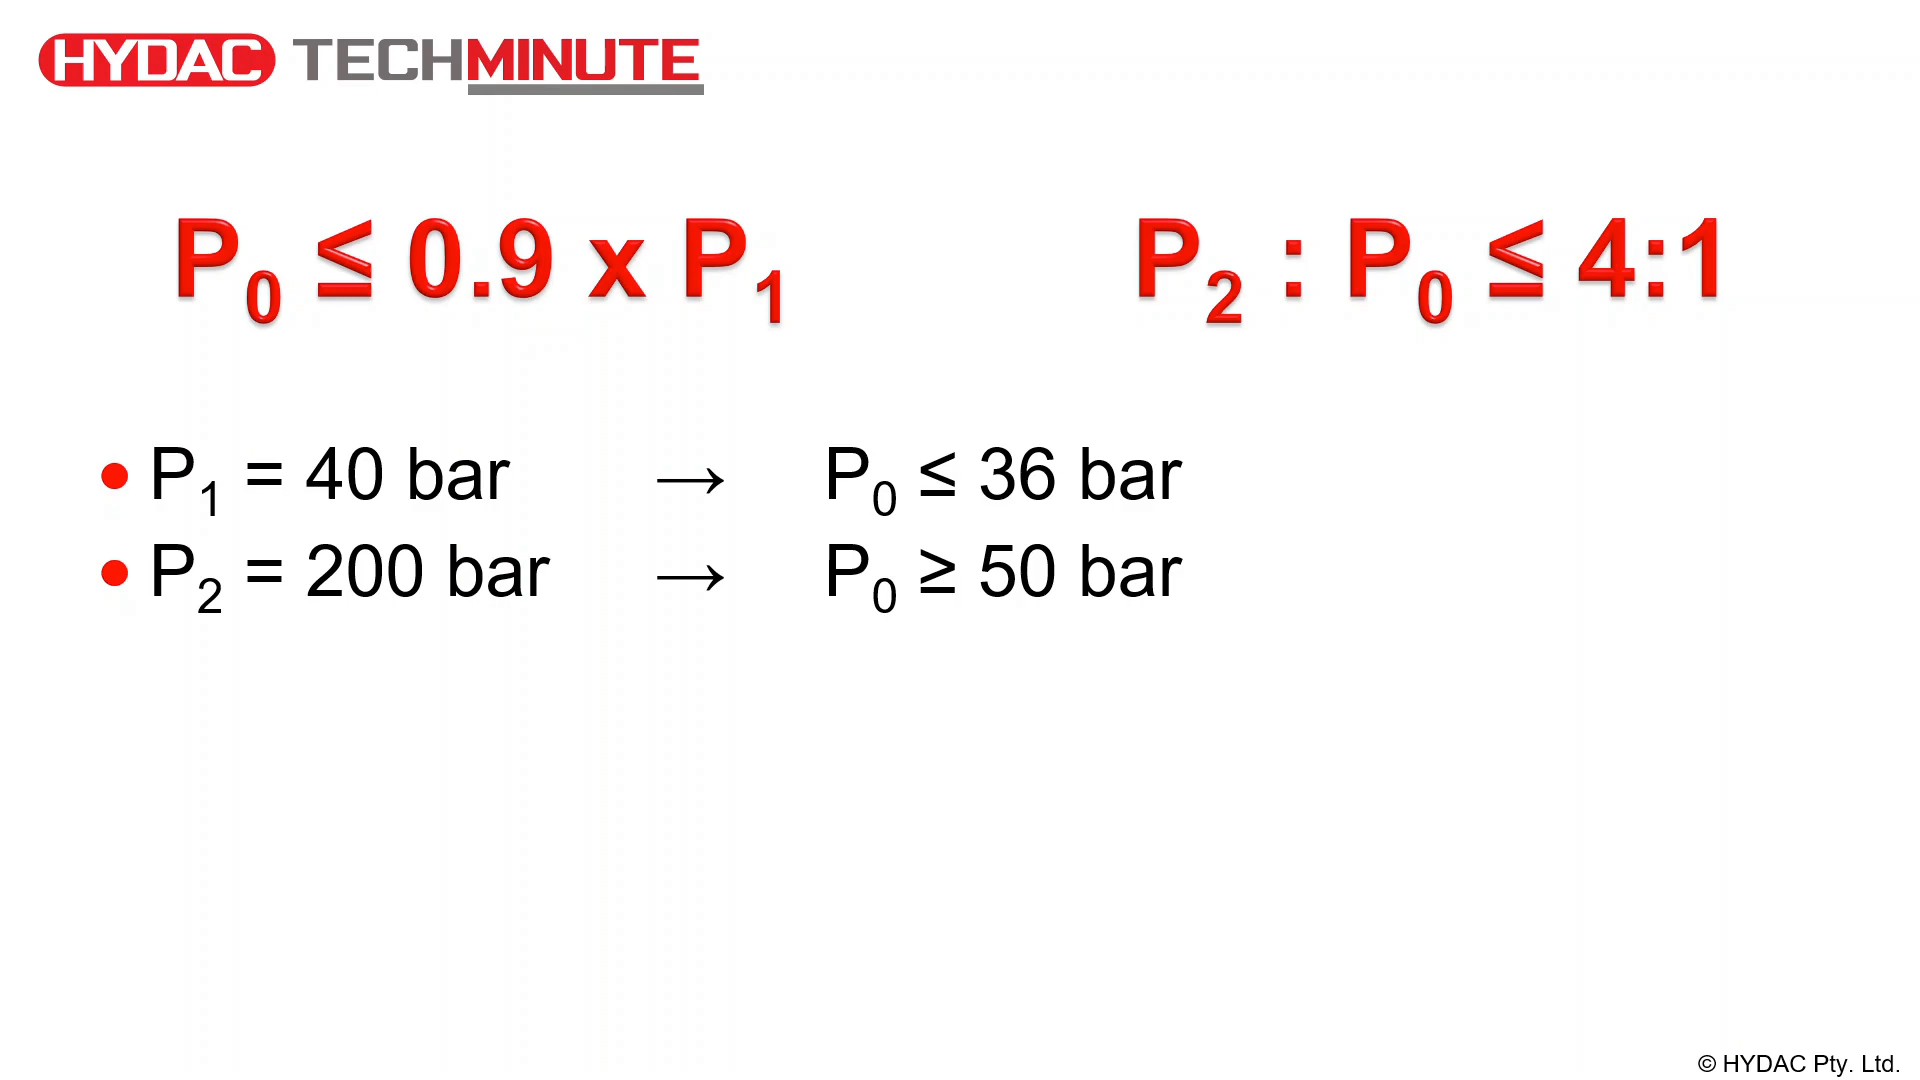 HYDAC TECHMINUTE
P₀ ≤ 0.9 x P₁
P₂ : P₀ ≤ 4:1
• P₁ = 40 bar → P₀ ≤ 36 bar
• P₂ = 200 bar → P₀ ≥ 50 bar
© HYDAC Pty. Ltd.